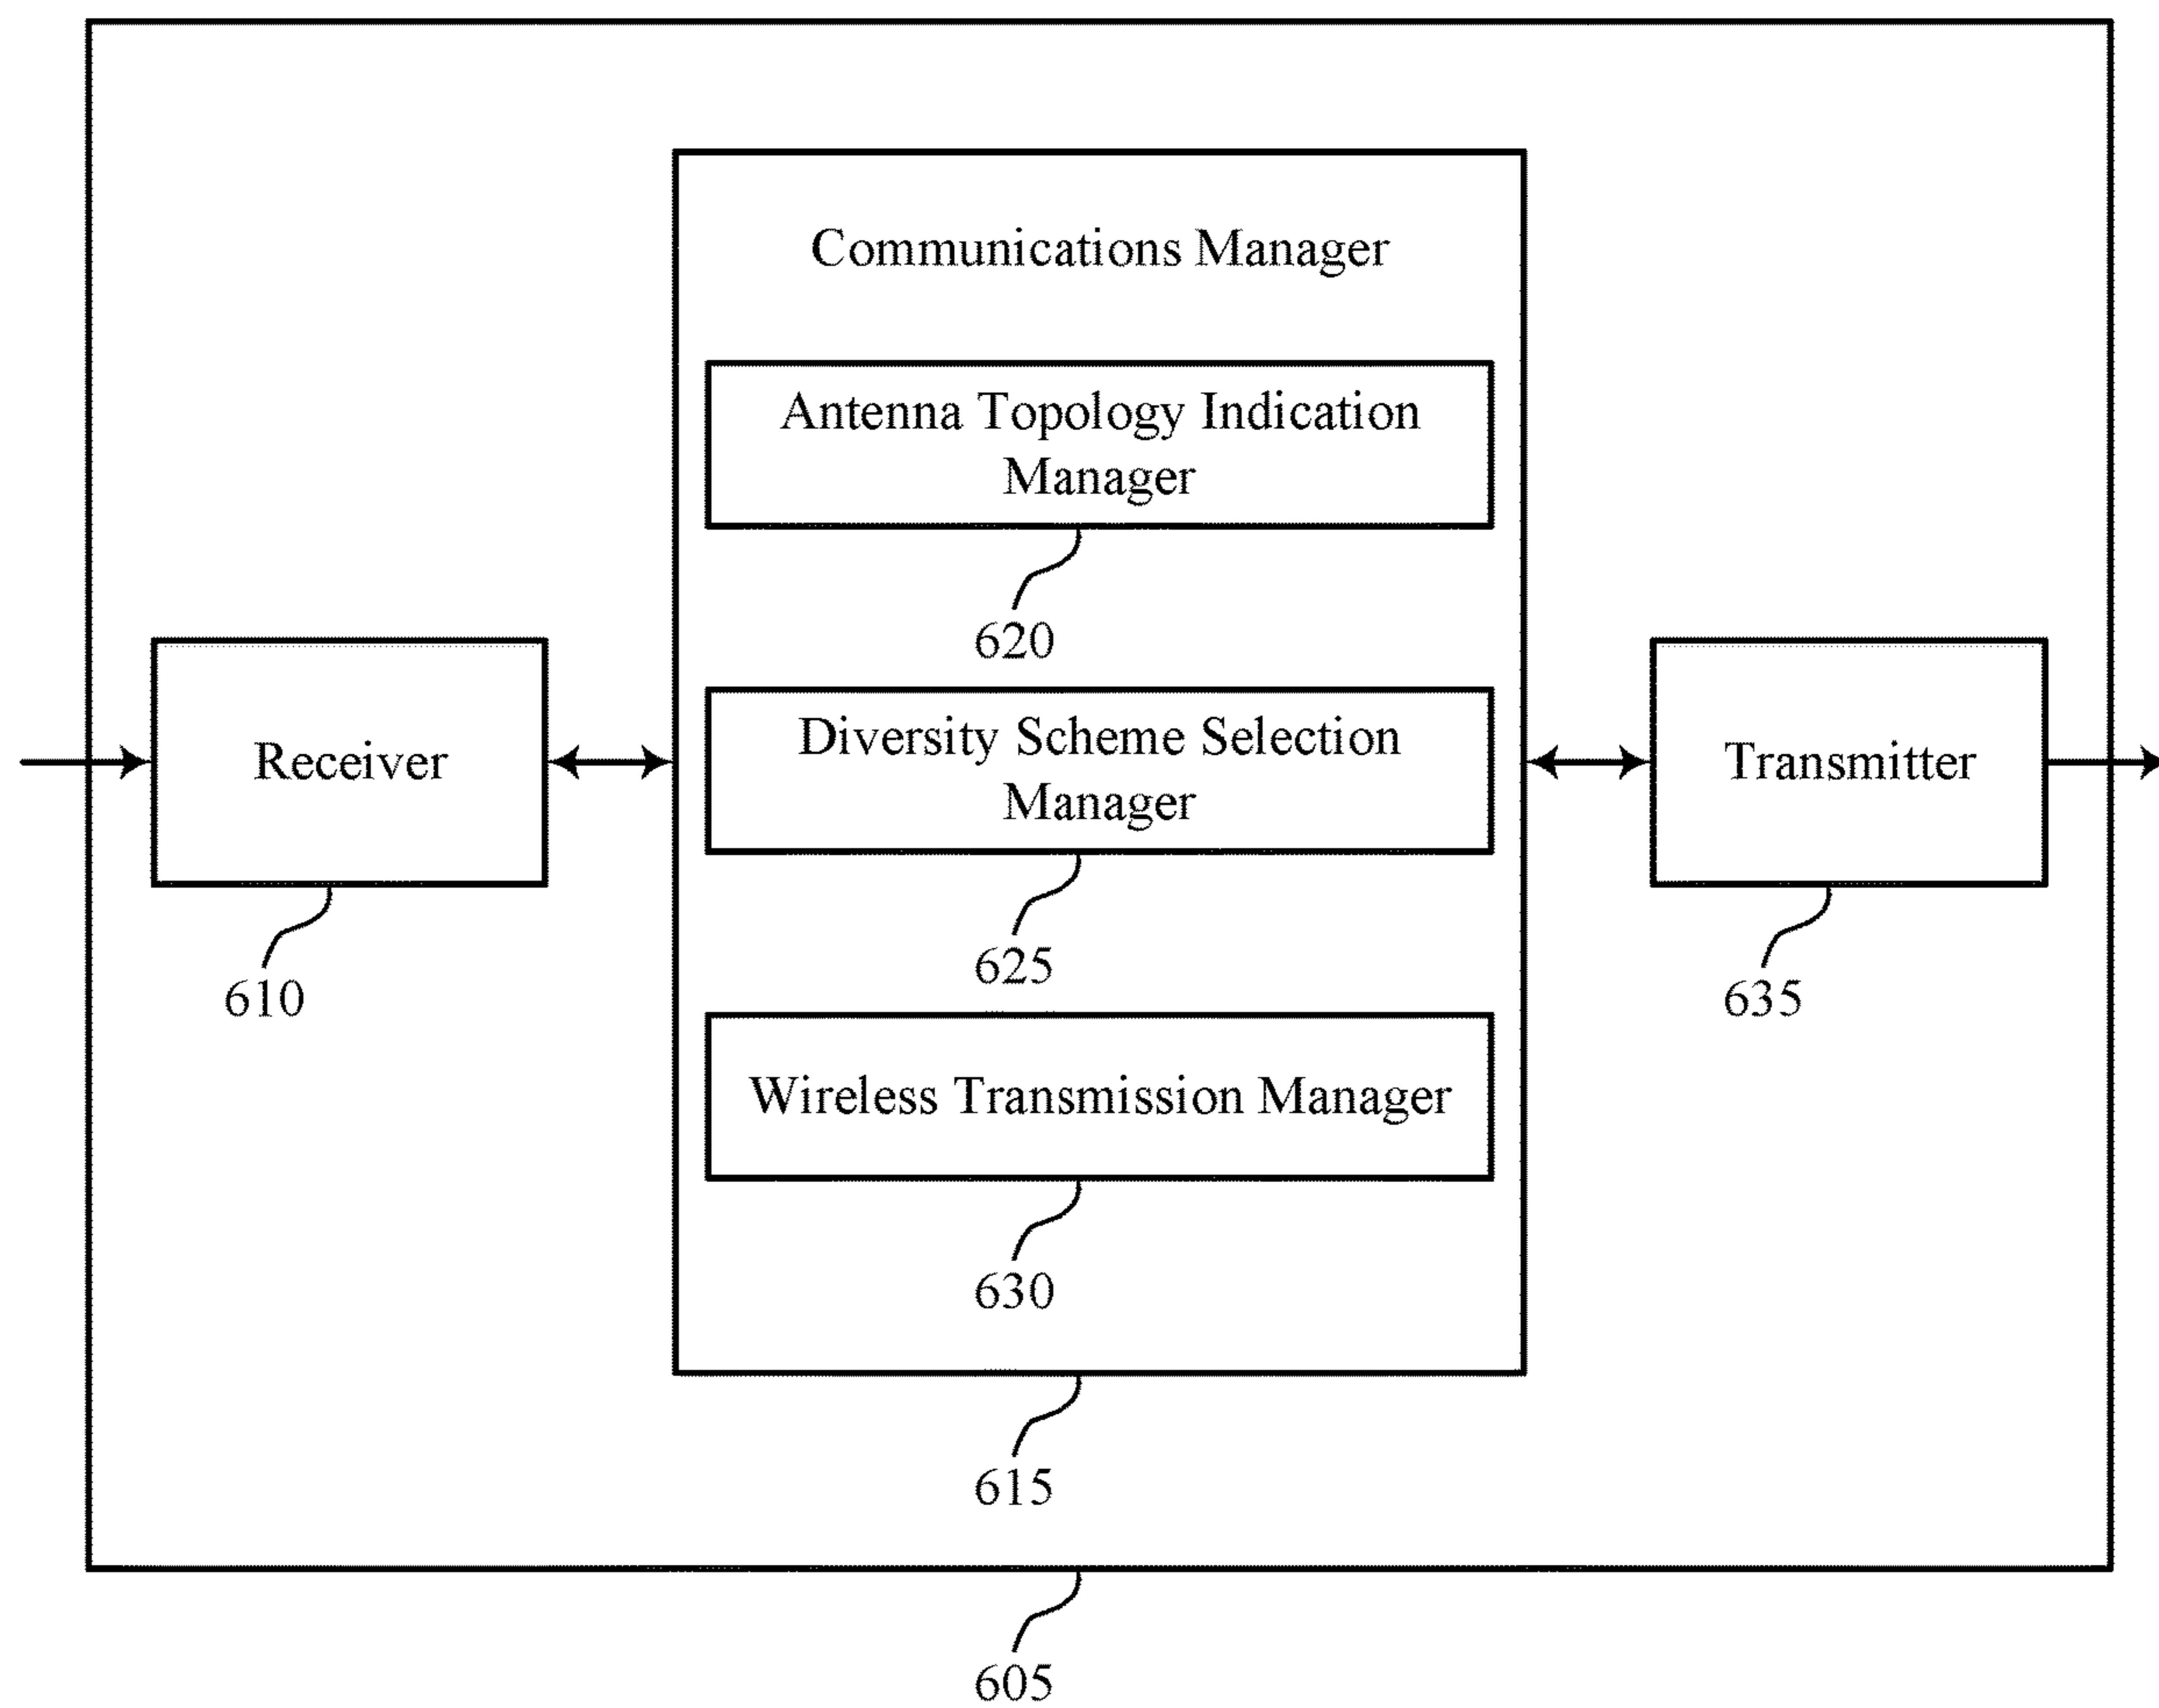 Communications Manager
Antenna Topology Indication
Manager
620
Receiver
610
Diversity Scheme Selection
Manager
625
Transmitter
635
Wireless Transmission Manager
630
615
605